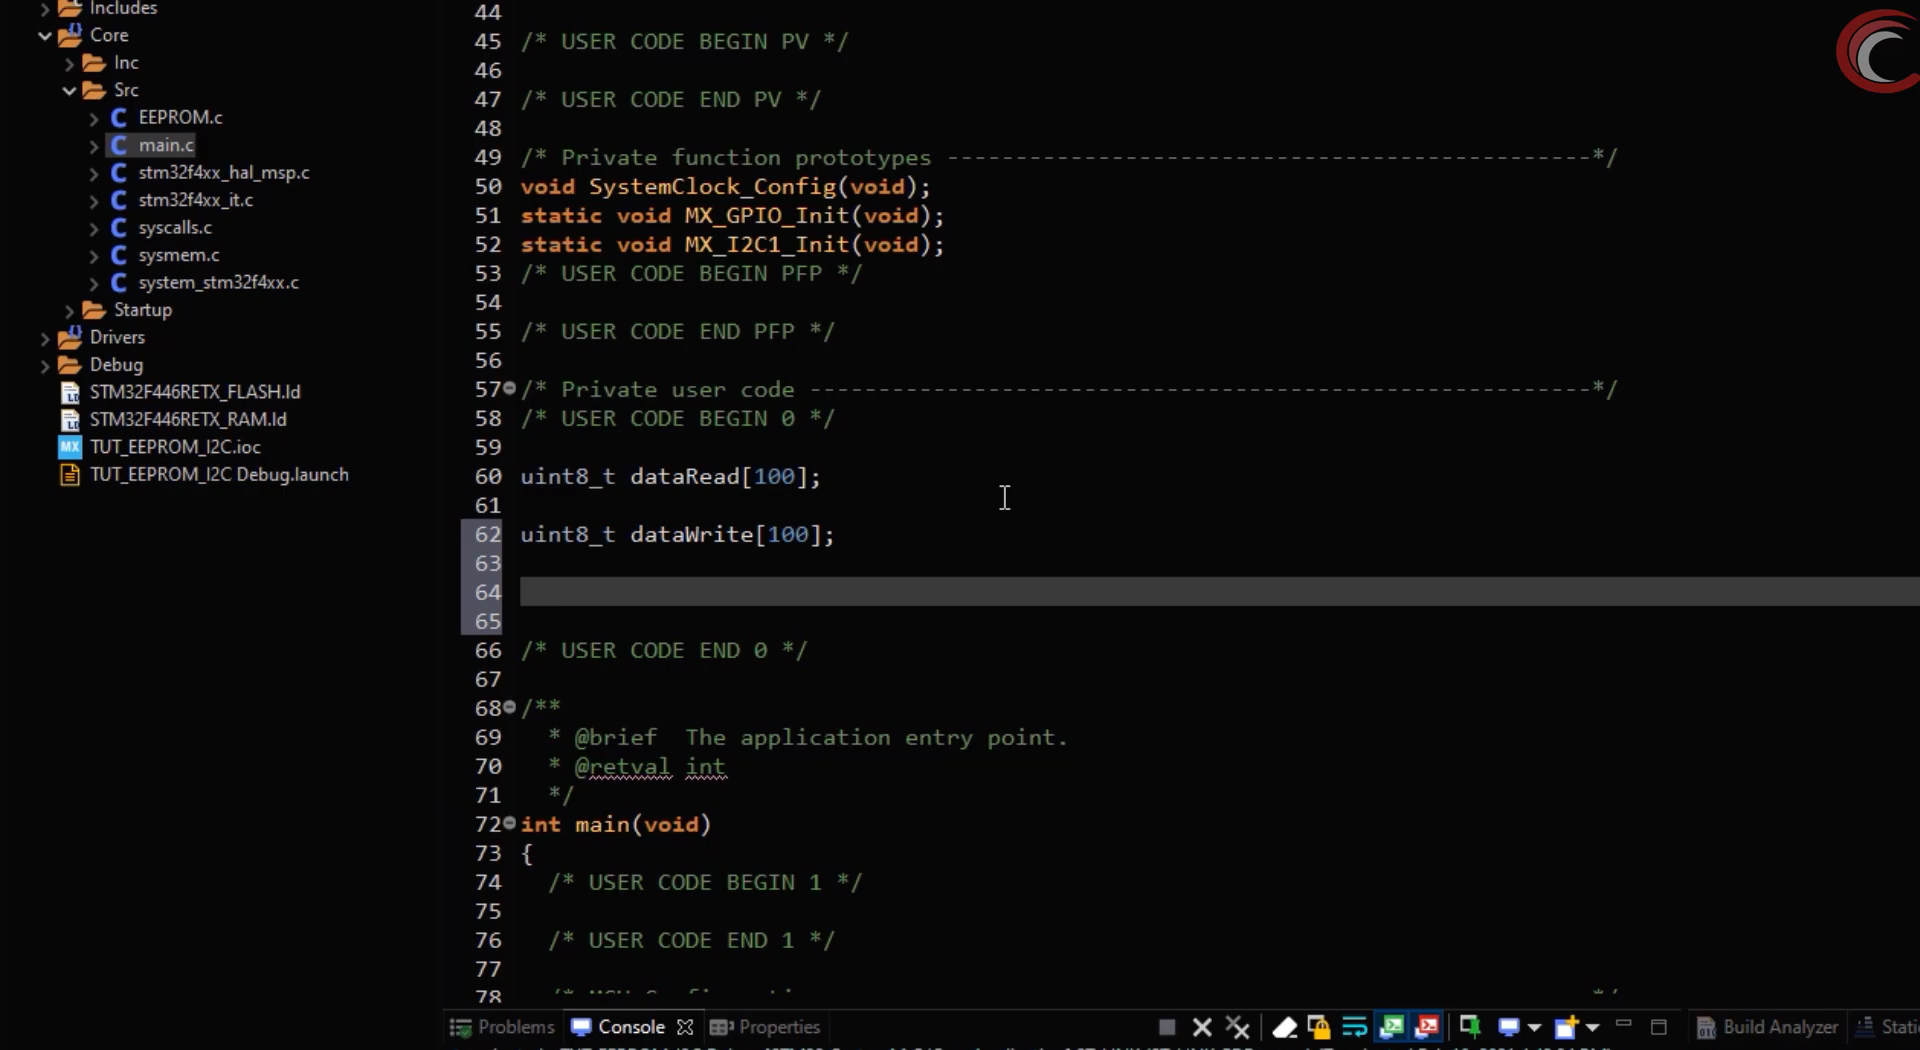 Includes
Core
Inc
Src
EEPROM.c
main.c
stm32f4xx_hal_msp.c
stm32f4xx_it.c
syscalls.c
sysmem.c
system_stm32f4xx.c
Startup
Drivers
Debug
STM32F446RETX_FLASH.ld
STM32F446RETX_RAM.ld
MX TUT_EEPROM_I2C.ioc
TUT_EEPROM_I2C Debug.launch
44
45 /* USER CODE BEGIN PV */
46
47 /* USER CODE END PV */
48
49 /* Private function prototypes -----------------------------------------------*/
50 void SystemClock_Config(void);
51 static void MX_GPIO_Init(void);
52 static void MX_I2C1_Init(void);
53 /* USER CODE BEGIN PFP */
54
55 /* USER CODE END PFP */
56
57 /* Private user code ---------------------------------------------------------*/
58 /* USER CODE BEGIN 0 */
59
60 uint8_t dataRead[100];
61
62 uint8_t dataWrite[100];
63
64
65
66 /* USER CODE END 0 */
67
68 /**
69   * @brief  The application entry point.
70   * @retval int
71   */
72 int main(void)
73 {
74   /* USER CODE BEGIN 1 */
75
76   /* USER CODE END 1 */
77
78
Problems Console Properties Build Analyzer